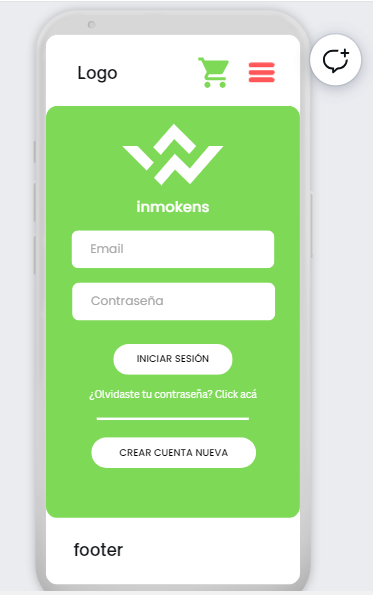 Logo
inmokens
Email
Contraseña
INICIAR SESIÓN
¿Olvidaste tu contraseña? Click acá
CREAR CUENTA NUEVA
footer